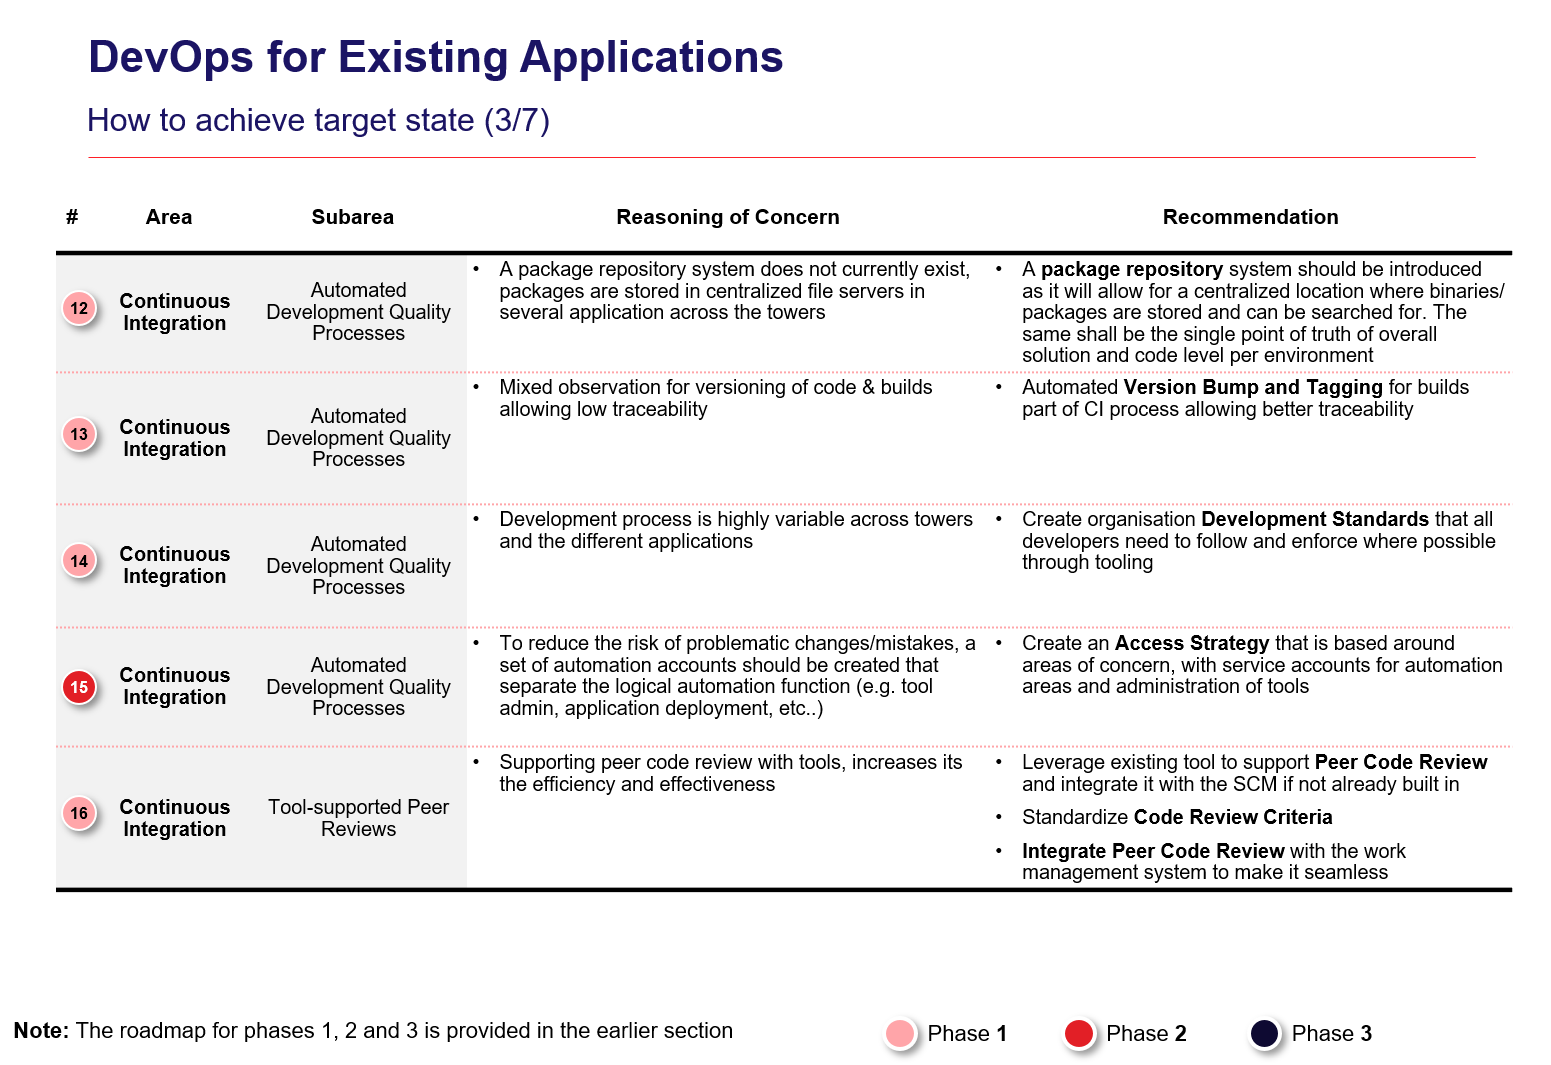 DevOps for Existing Applications
How to achieve target state (3/7)
# Area Subarea Reasoning of Concern Recommendation
12
Continuous
Integration
Automated
Development Quality
Processes
• A package repository system does not currently exist,
packages are stored in centralized file servers in
several application across the towers
• A package repository system should be introduced
as it will allow for a centralized location where binaries/
packages are stored and can be searched for. The
same shall be the single point of truth of overall
solution and code level per environment
13
Continuous
Integration
Automated
Development Quality
Processes
• Mixed observation for versioning of code & builds
allowing low traceability
• Automated Version Bump and Tagging for builds
part of CI process allowing better traceability
14
Continuous
Integration
Automated
Development Quality
Processes
• Development process is highly variable across towers
and the different applications
• Create organisation Development Standards that all
developers need to follow and enforce where possible
through tooling
15
Continuous
Integration
Automated
Development Quality
Processes
• To reduce the risk of problematic changes/mistakes, a
set of automation accounts should be created that
separate the logical automation function (e.g. tool
admin, application deployment, etc..)
• Create an Access Strategy that is based around
areas of concern, with service accounts for automation
areas and administration of tools
16
Continuous
Integration
Tool-supported Peer
Reviews
• Supporting peer code review with tools, increases its
the efficiency and effectiveness
• Leverage existing tool to support Peer Code Review
and integrate it with the SCM if not already built in
• Standardize Code Review Criteria
• Integrate Peer Code Review with the work
management system to make it seamless
Note: The roadmap for phases 1, 2 and 3 is provided in the earlier section
Phase 1
Phase 2
Phase 3